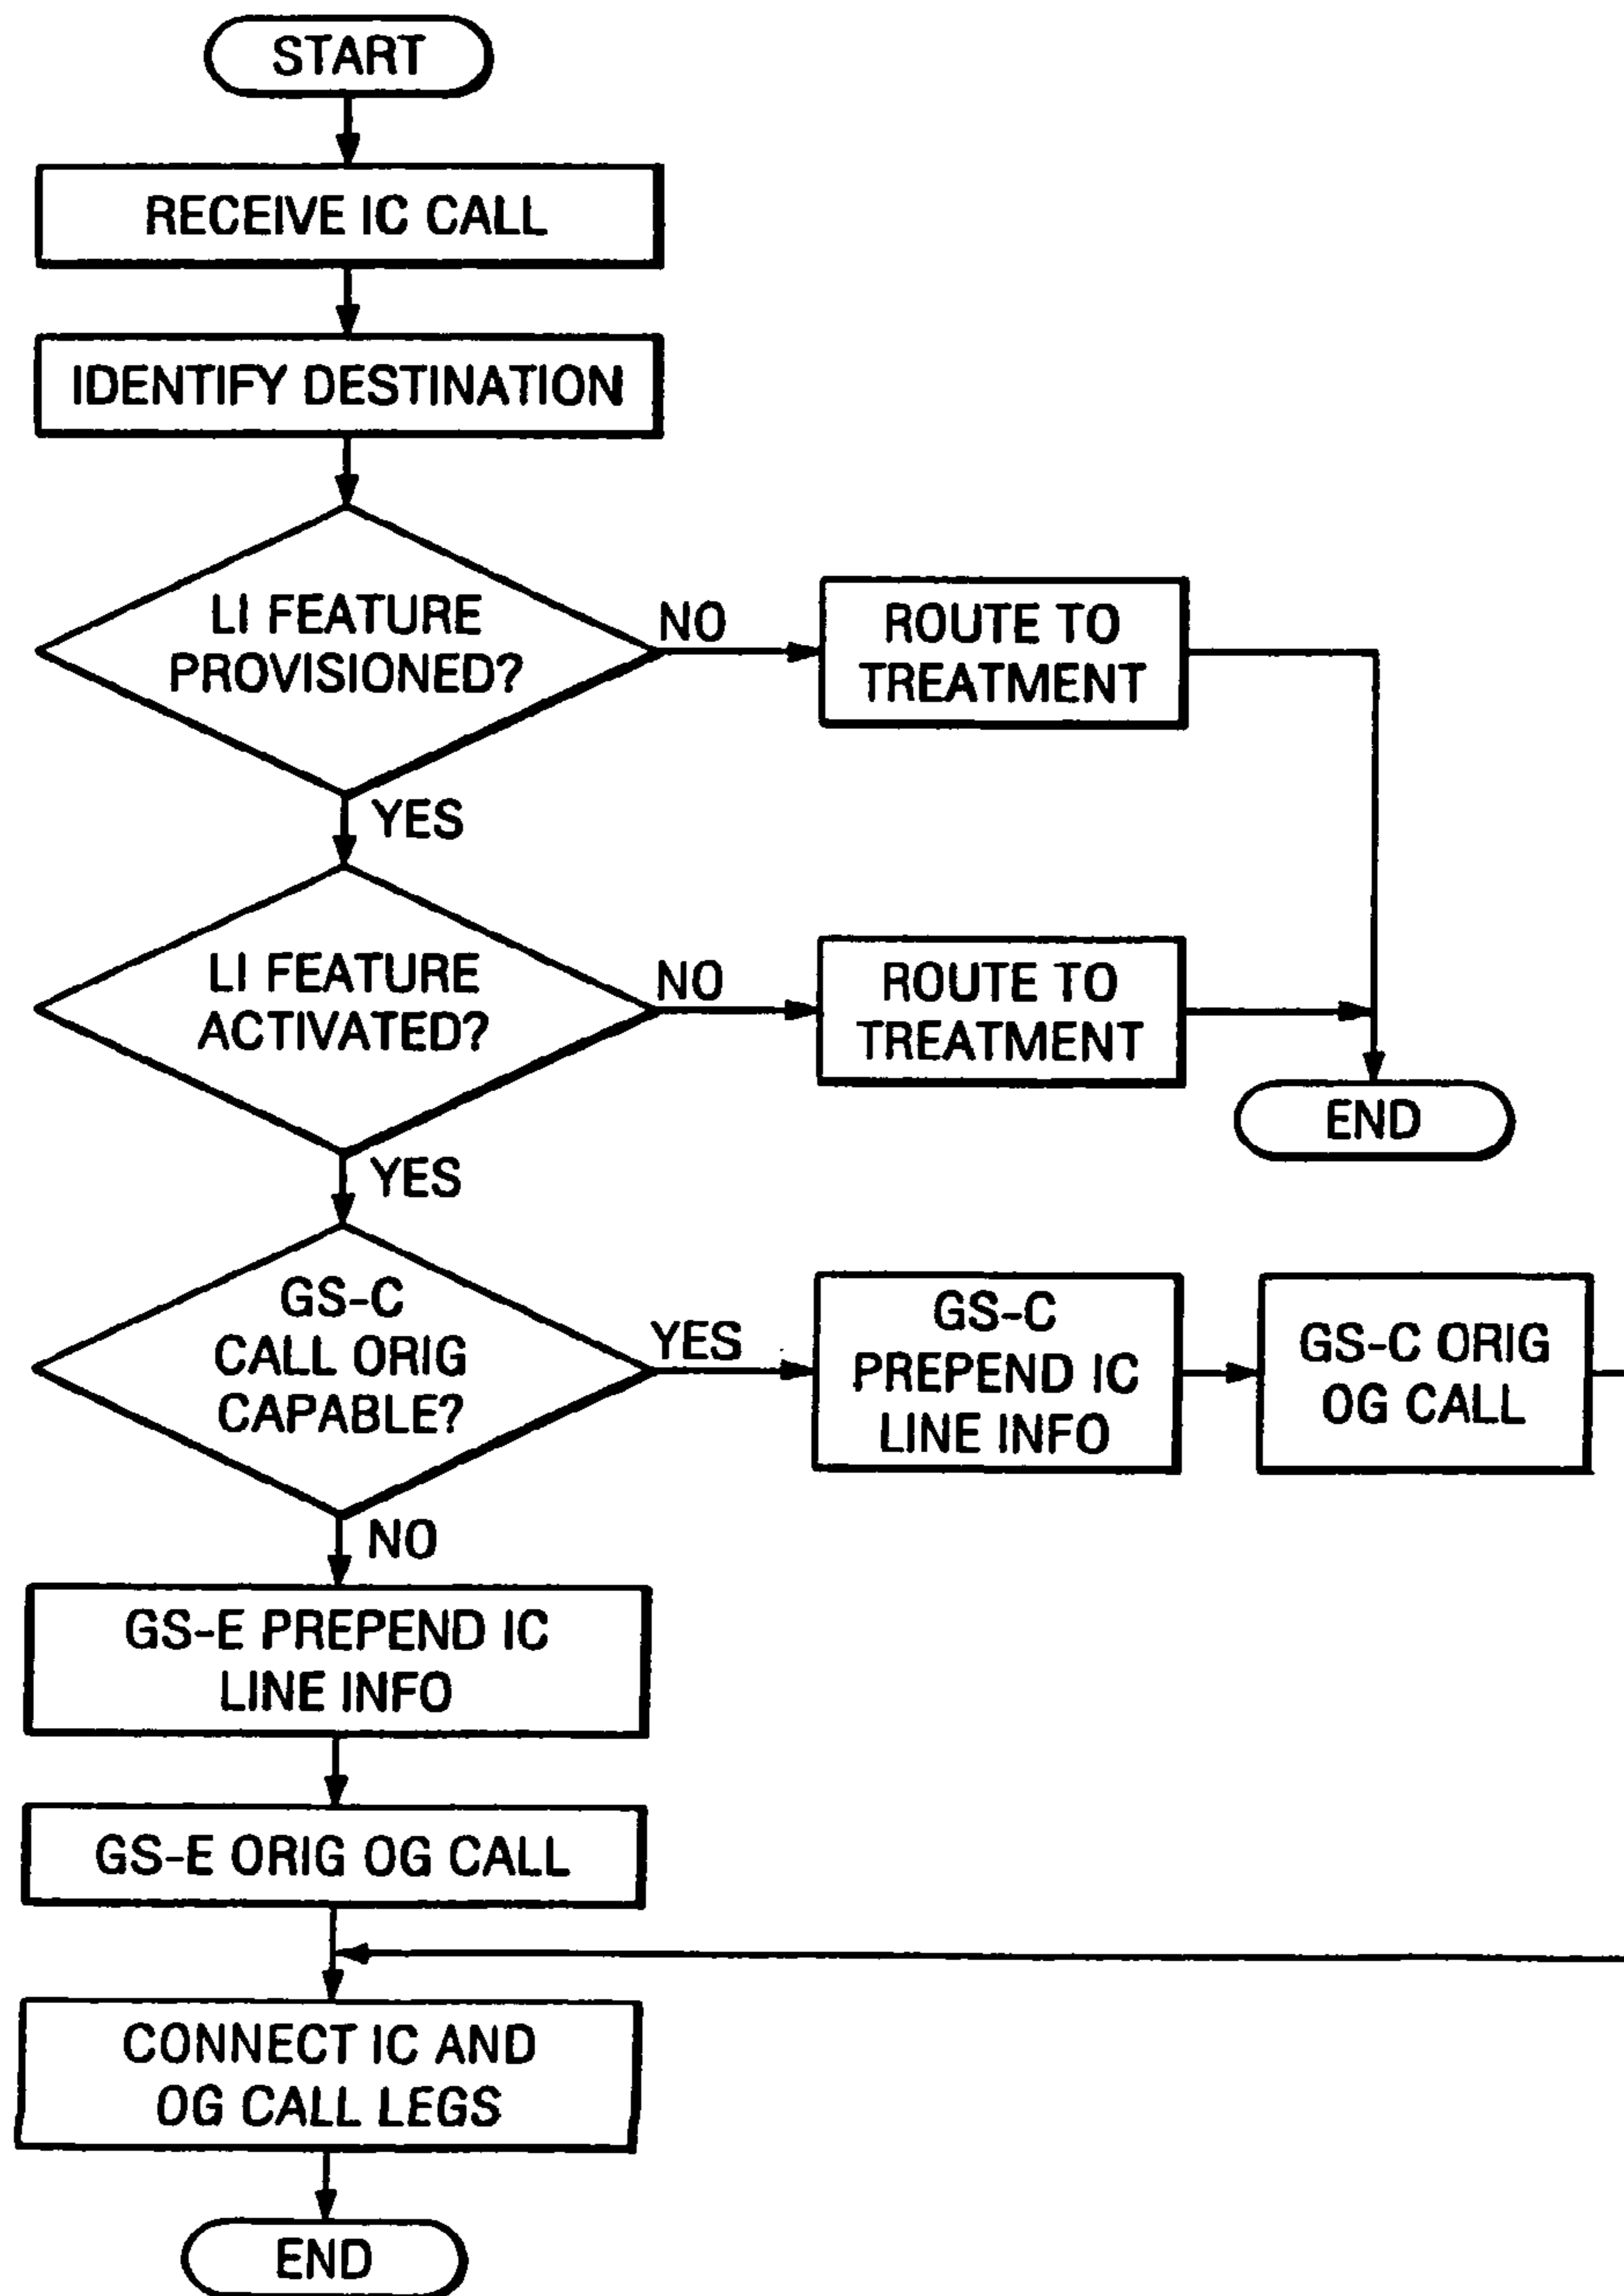 START
RECEIVE IC CALL
IDENTIFY DESTINATION
LI FEATURE
PROVISIONED?
NO
ROUTE TO
TREATMENT
YES
LI FEATURE
ACTIVATED?
NO
ROUTE TO
TREATMENT
END
YES
GS-C
CALL ORIG
CAPABLE?
YES
GS-C
PREPEND IC
LINE INFO
GS-C ORIG
OG CALL
NO
GS-E PREPEND IC
LINE INFO
GS-E ORIG OG CALL
CONNECT IC AND
OG CALL LEGS
END